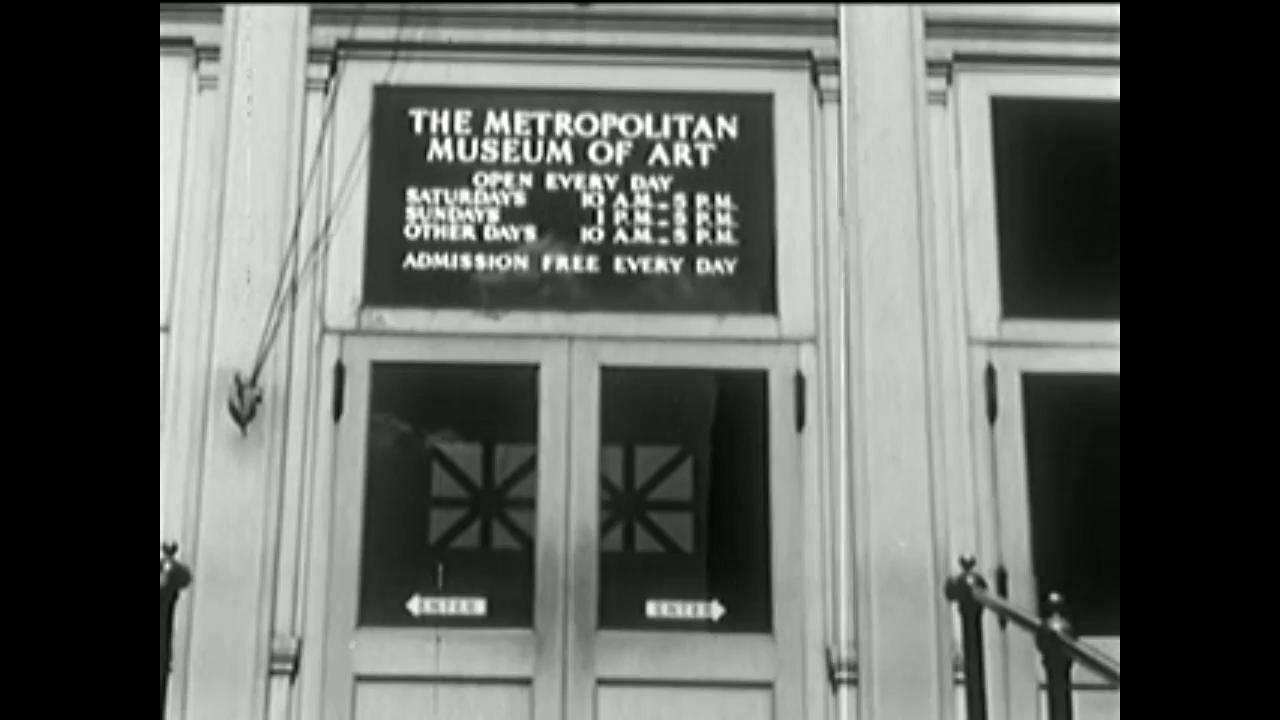 THE METROPOLITAN
MUSEUM OF ART
OPEN EVERY DAY
SATURDAYS 10 A.M. - 5 P.M.
SUNDAYS 1 P.M. - 5 P.M.
OTHER DAYS 10 A.M. - 5 P.M.
ADMISSION FREE EVERY DAY
ENTER ENTER